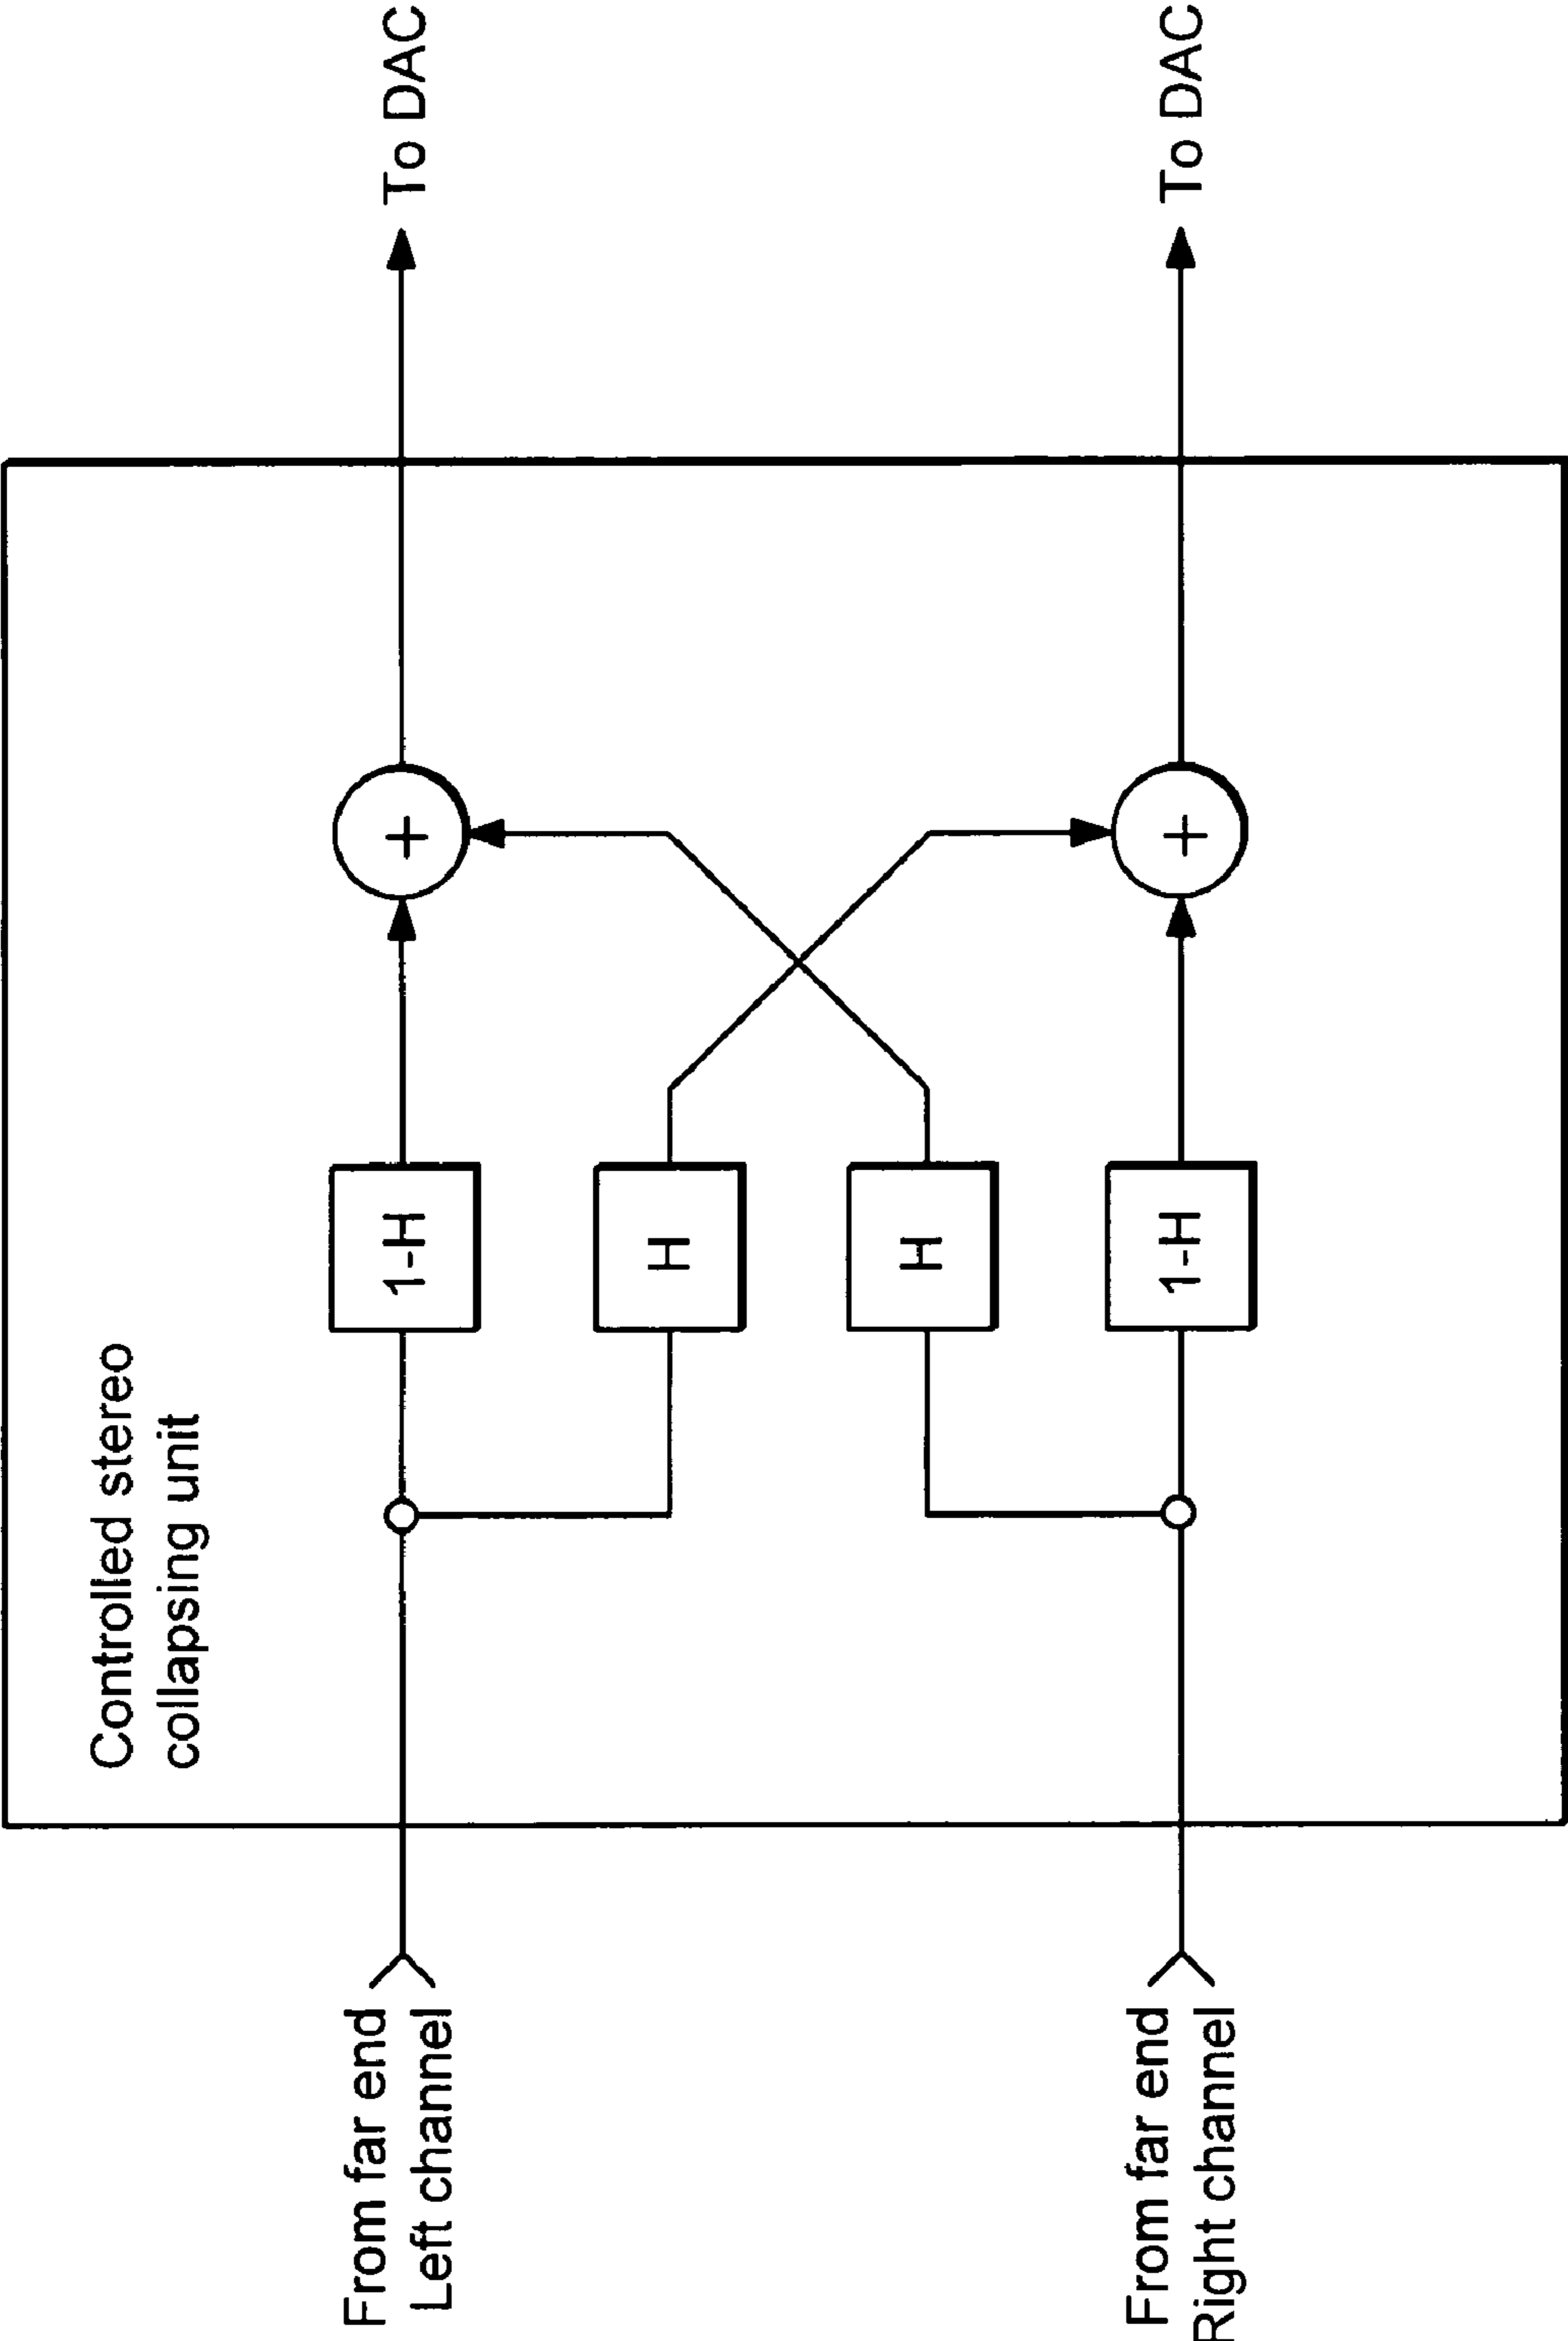 Controlled stereo
collapsing unit
From far end
Left channel
1-H
+
To DAC
H
H
From far end
Right channel
1-H
+
To DAC